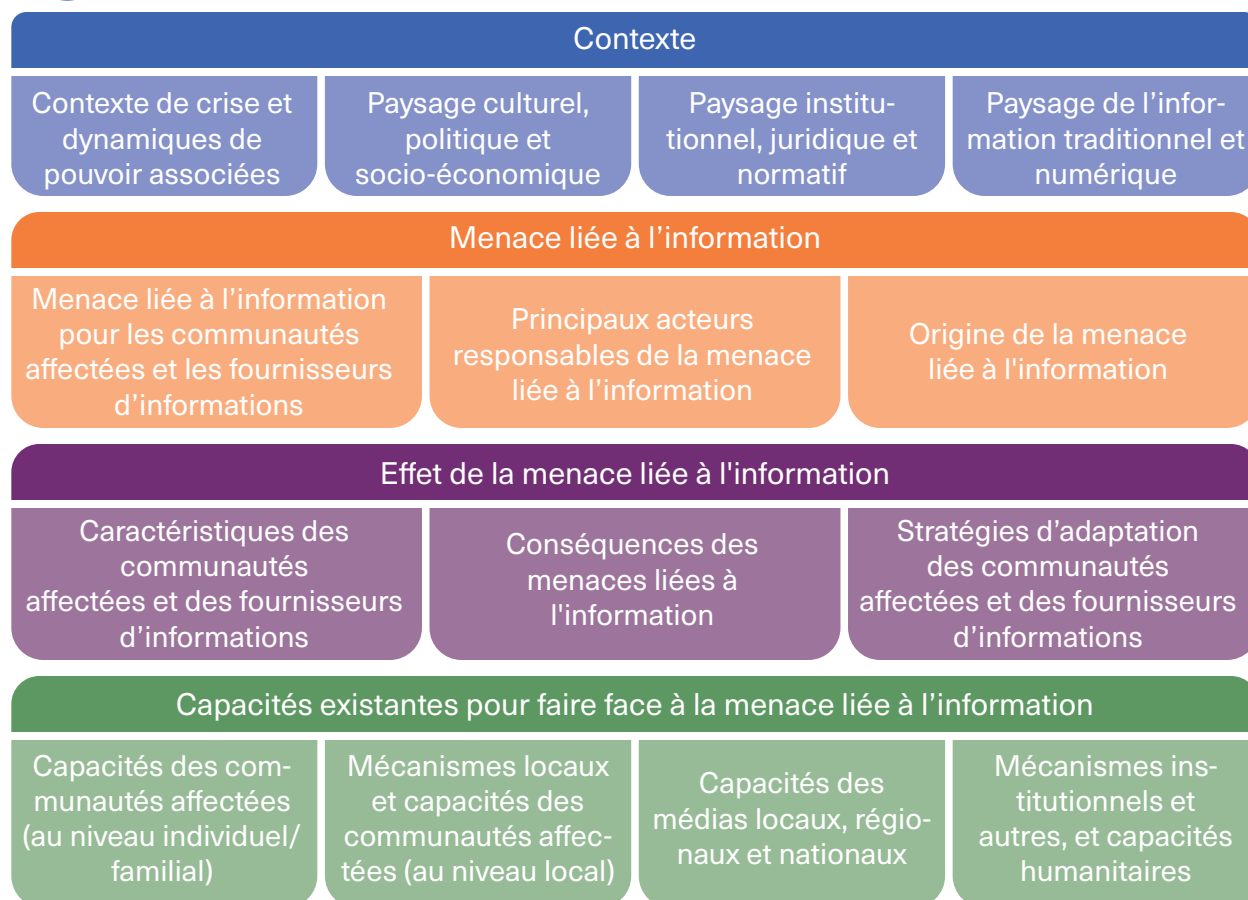 Contexte
Contexte de crise et
dynamiques de
pouvoir associées
Paysage culturel,
politique et
socio-économique
Paysage institu-
tionnel, juridique et
normatif
Paysage de l’infor-
mation traditionnel et
numérique
Menace liée à l’information
Menace liée à l’information
pour les communautés
affectées et les fournisseurs
d’informations
Principaux acteurs
responsables de la menace
liée à l’information
Origine de la menace
liée à l'information
Effet de la menace liée à l'information
Caractéristiques des
communautés
affectées et des fournisseurs
d’informations
Conséquences des
menaces liées à
l'information
Stratégies d’adaptation
des communautés
affectées et des fournisseurs
d’informations
Capacités existantes pour faire face à la menace liée à l’information
Capacités des com-
munautés affectées
(au niveau individuel/
familial)
Mécanismes locaux
et capacités des
communautés affec-
tées (au niveau local)
Capacités des
médias locaux, régio-
naux et nationaux
Mécanismes ins-
titutionnels et
autres, et capacités
humanitaires